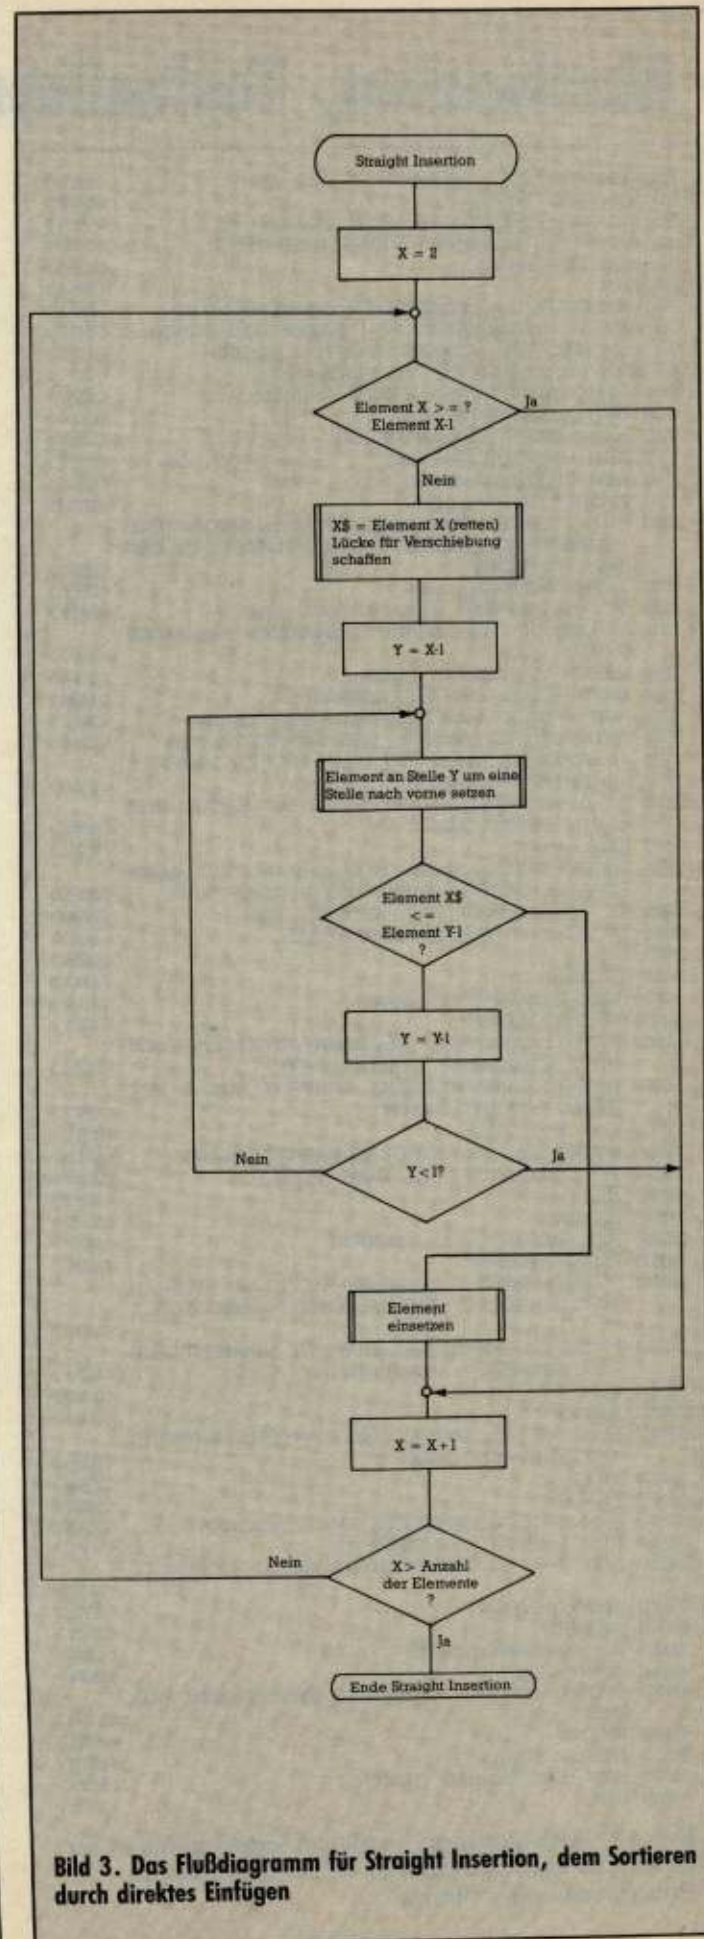 Straight Insertion
X = 2
Element X > = ?
Element X-1
Ja
Nein
X$ = Element X (retten)
Lücke für Verschiebung
schaffen
Y = X-1
Element an Stelle Y um eine
Stelle nach vorne setzen
Element X$
< =
Element Y-1
?
Y = Y-1
Nein
Y < 1?
Ja
Element
einsetzen
X = X+1
Nein
X > Anzahl
der Elemente
?
Ja
Ende Straight Insertion
Bild 3. Das Flußdiagramm für Straight Insertion, dem Sortieren
durch direktes Einfügen